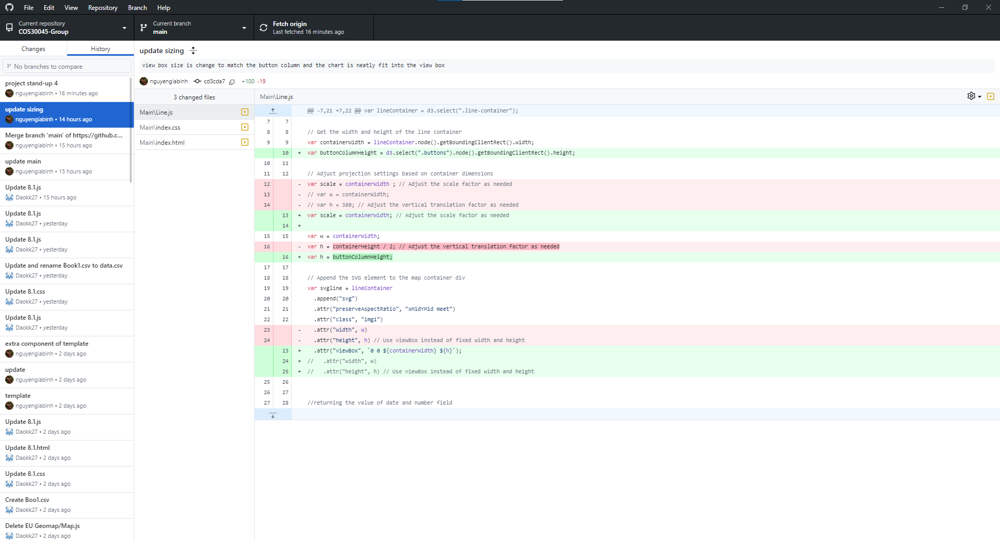 File Edit View Repository Branch Help
Current repository
COS30045-Group
Current branch
main
Fetch origin
Last fetched 16 minutes ago
Changes History
No branches to compare
project stand-up 4
nguyengiabinh • 16 minutes ago
update sizing
nguyengiabinh • 14 hours ago
Merge branch 'main' of https://github.c...
nguyengiabinh • 15 hours ago
update main
nguyengiabinh • 15 hours ago
Update 8.1.js
Daokk27 • 15 hours ago
Update 8.1.js
Daokk27 • yesterday
Update 8.1.js
Daokk27 • yesterday
Update and rename Book1.csv to data.csv
Daokk27 • yesterday
Update 8.1.css
Daokk27 • yesterday
Update 8.1.js
Daokk27 • yesterday
extra component of template
nguyengiabinh • 2 days ago
update
nguyengiabinh • 2 days ago
template
nguyengiabinh • 2 days ago
Update 8.1.js
Daokk27 • 2 days ago
Update 8.1.html
Daokk27 • 2 days ago
Update 8.1.css
Daokk27 • 2 days ago
Create Boo1.csv
Daokk27 • 2 days ago
Delete EU Geomap/Map.js
Daokk27 • 2 days ago
update sizing
view box size is change to match the button column and the chart is neatly fit into the view box
nguyengiabinh cd3cda7 +100 -19
3 changed files
Main\Line.js
Main\index.css
Main\index.html
Main\Line.js
@@ -7,21 +7,22 @@ var lineContainer = d3.select(".line-container");
7 7
8 8 // Get the width and height of the line container
9 9 var containerWidth = lineContainer.node().getBoundingClientRect().width;
10 + var buttonColumnHeight = d3.select(".buttons").node().getBoundingClientRect().height;
10 11
11 12 // Adjust projection settings based on container dimensions
12 - var scale = containerWidth ; // Adjust the scale factor as needed
13 - // var w = containerWidth;
14 - // var h = 380; // Adjust the vertical translation factor as needed
13 + var scale = containerWidth; // Adjust the scale factor as needed
14 +
15 15 var w = containerWidth;
16 - var h = containerHeight / 2; // Adjust the vertical translation factor as needed
16 + var h = buttonColumnHeight;
17 17
18 18 // Append the SVG element to the map container div
19 19 var svgline = lineContainer
20 20 .append("svg")
21 21 .attr("preserveAspectRatio", "xMidYMid meet")
22 22 .attr("class", "img1")
23 - .attr("width", w)
24 - .attr("height", h) // Use viewBox instead of fixed width and height
23 + .attr("viewBox", `0 0 ${containerWidth} ${h}`);
24 + // .attr("width", w)
25 + // .attr("height", h) // Use viewBox instead of fixed width and height
25 26
26 27
27 28 //returning the value of date and number field